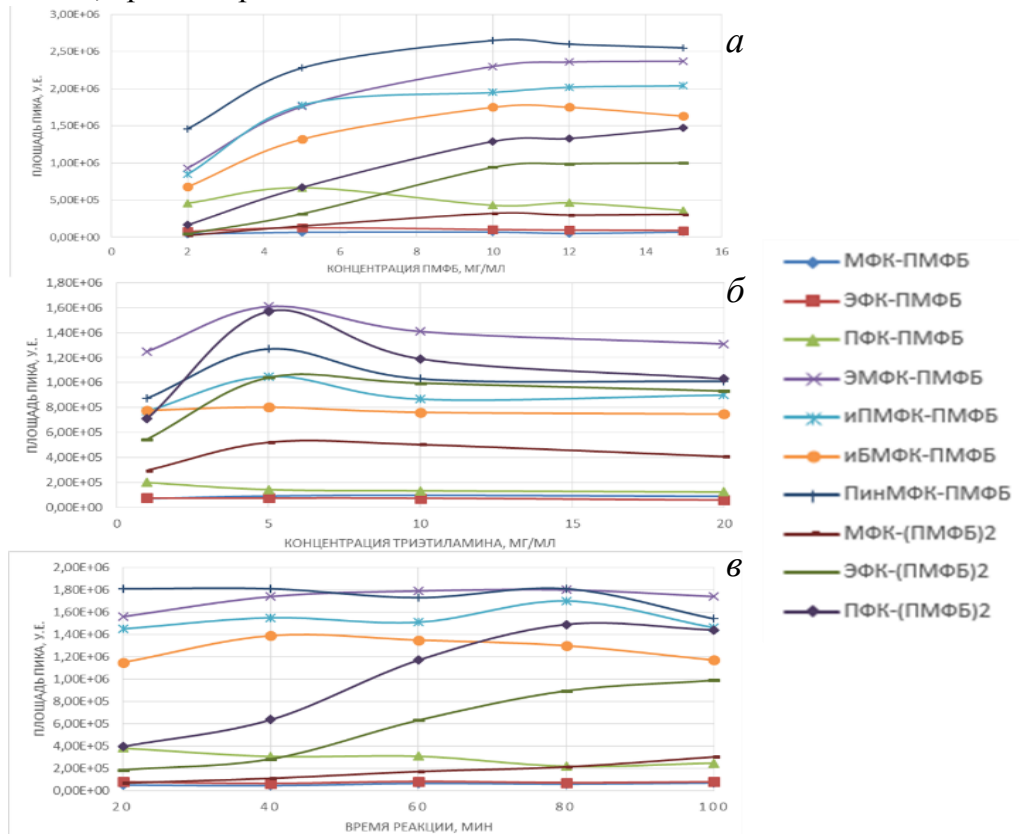 3,00E+06
а
2,50E+06
2,00E+06
1,50E+06
1,00E+06
5,00E+05
0,00E+00
ПЛОЩАДЬ ПИКА, У.Е.
0 2 4 6 8 10 12 14 16
КОНЦЕНТРАЦИЯ ПМФБ, МГ/МЛ
1,80E+06
б
1,60E+06
1,40E+06
1,20E+06
1,00E+06
8,00E+05
6,00E+05
4,00E+05
2,00E+05
0,00E+00
ПЛОЩАДЬ ПИКА, У.Е.
0 5 10 15 20
КОНЦЕНТРАЦИЯ ТРИЭТИЛАМИНА, МГ/МЛ
2,00E+06
в
1,80E+06
1,60E+06
1,40E+06
1,20E+06
1,00E+06
8,00E+05
6,00E+05
4,00E+05
2,00E+05
0,00E+00
ПЛОЩАДЬ ПИКА, У.Е.
20 40 60 80 100
ВРЕМЯ РЕАКЦИИ, МИН
МФК-ПМФБ
ЭФК-ПМФБ
ПФК-ПМФБ
ЭМФК-ПМФБ
иПМФК-ПМФБ
иБМФК-ПМФБ
ПинМФК-ПМФБ
МФК-(ПМФБ)2
ЭФК-(ПМФБ)2
ПФК-(ПМФБ)2